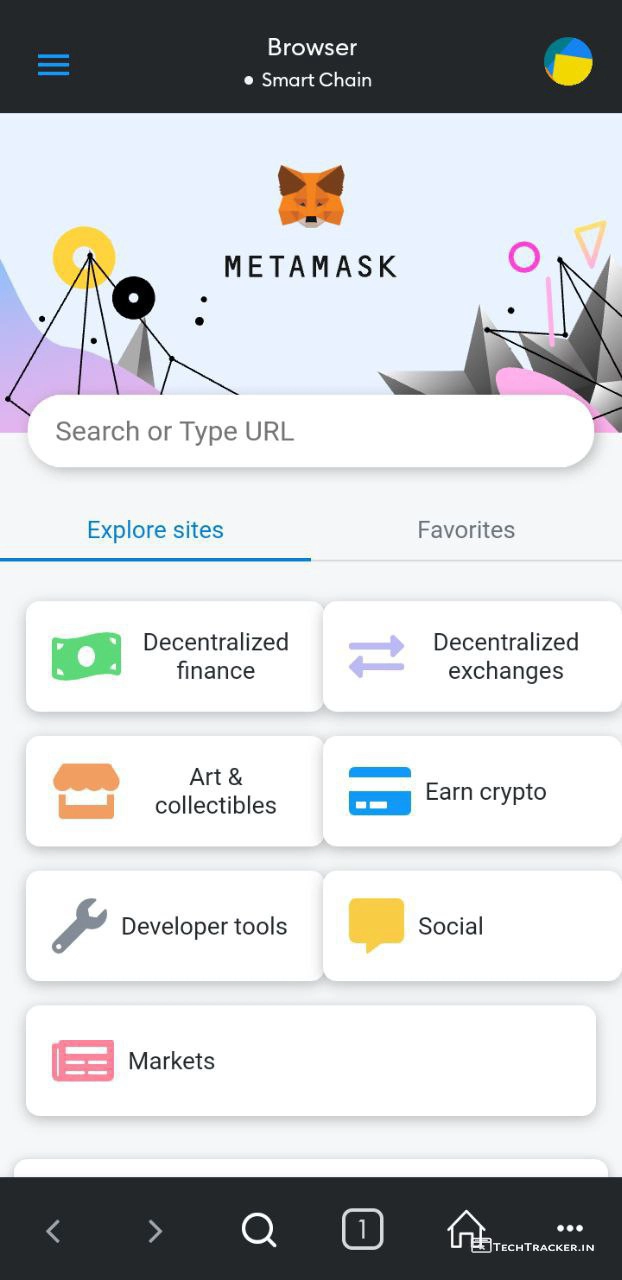 Browser
Smart Chain
METAMASK
Search or Type URL
Explore sites
Favorites
Decentralized
finance
Decentralized
exchanges
Art &
collectibles
Earn crypto
Developer tools
Social
Markets
1
TECHTRACKER.IN